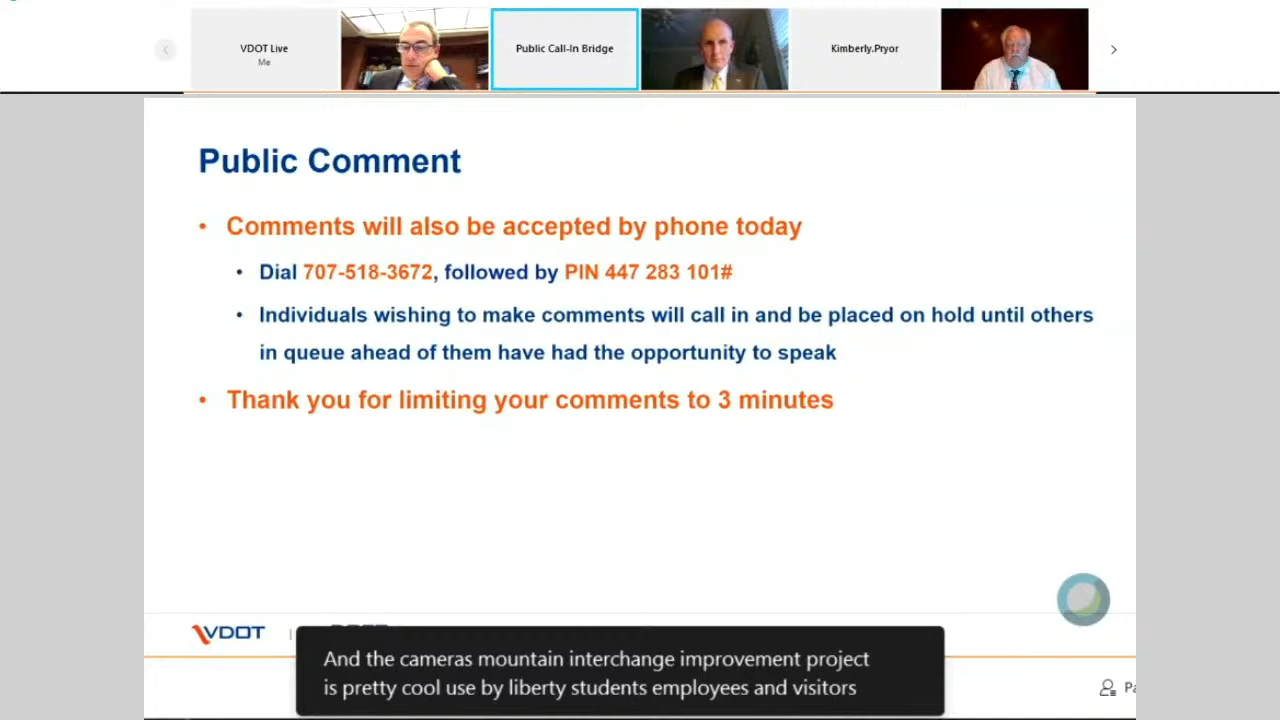 VDOT Live
Me
Public Call-In Bridge
Kimberly.Pryor
Public Comment
• Comments will also be accepted by phone today
• Dial 707-518-3672, followed by PIN 447 283 101#
• Individuals wishing to make comments will call in and be placed on hold until others
in queue ahead of them have had the opportunity to speak
• Thank you for limiting your comments to 3 minutes
VDOT
And the cameras mountain interchange improvement project
is pretty cool use by liberty students employees and visitors